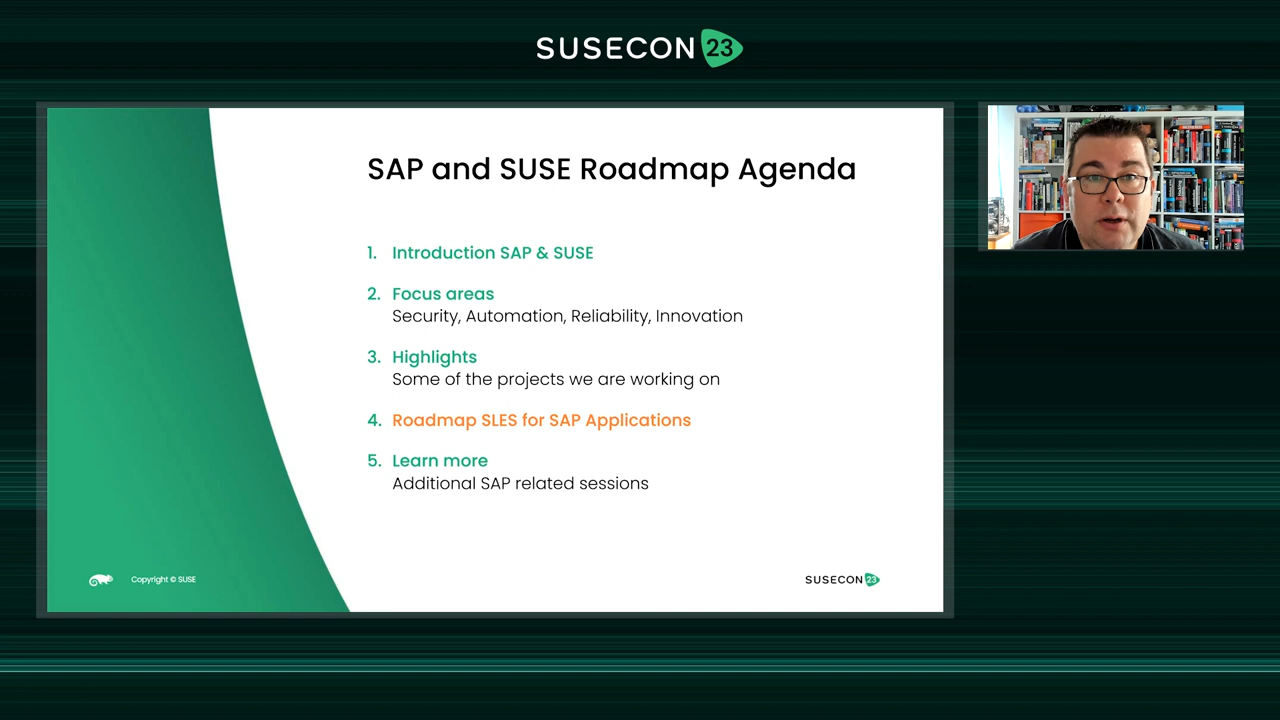 SUSECON 23
SAP and SUSE Roadmap Agenda
1. Introduction SAP & SUSE
2. Focus areas
Security, Automation, Reliability, Innovation
3. Highlights
Some of the projects we are working on
4. Roadmap SLES for SAP Applications
5. Learn more
Additional SAP related sessions
Copyright © SUSE
SUSECON 23